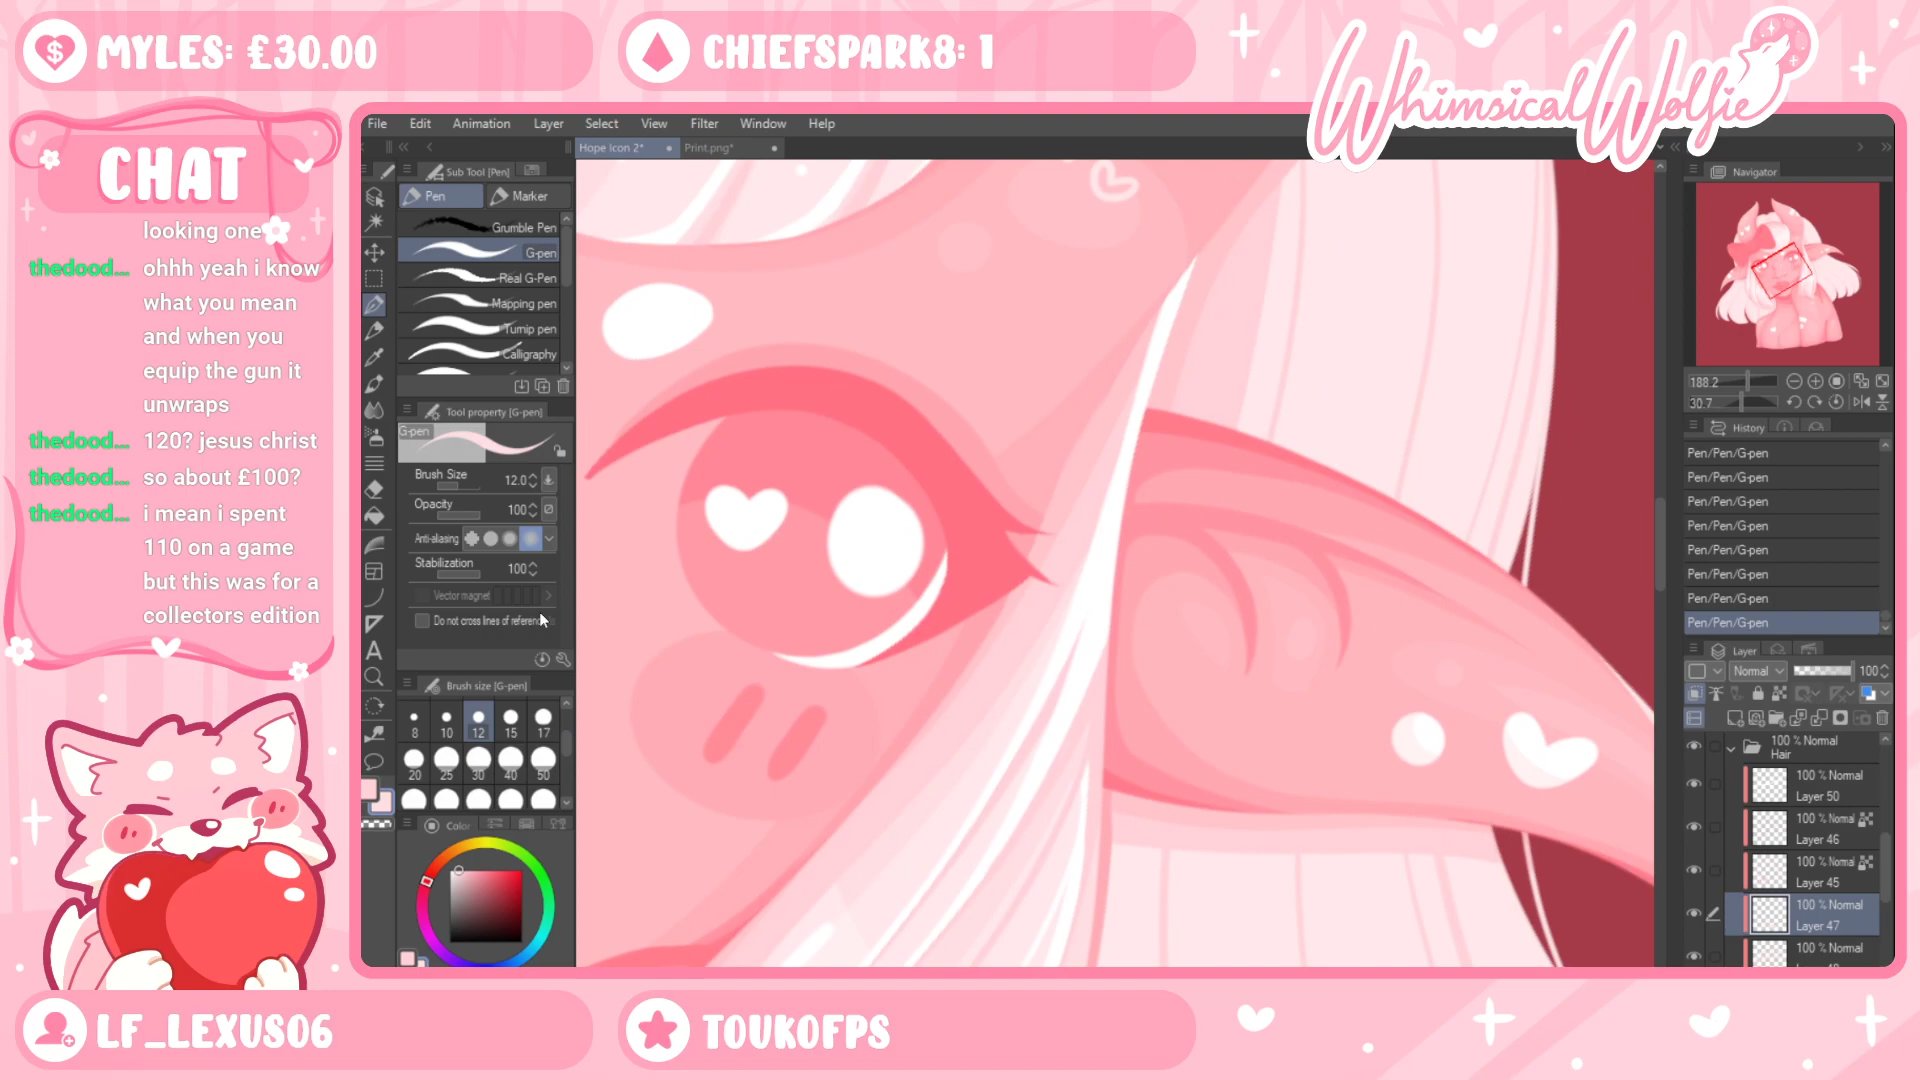 MYLES: £30.00
CHIEFSPARK8: 1
Whimsical Wolfie
CHAT
looking one
thedood... ohhh yeah i know
what you mean
and when you
equip the gun it
unwraps
thedood... 120? jesus christ
thedood... so about £100?
thedood... i mean i spent
110 on a game
but this was for a
collectors edition
File Edit Animation Layer Select View Filter Window Help
Hope Icon 2* Print.png*
Sub Tool [Pen]
Pen Marker
Grumble Pen
G-pen
Real G-Pen
Mapping pen
Turnip pen
Calligraphy
Tool property [G-pen]
G-pen
Brush Size 12.0
Opacity 100
Anti-aliasing
Stabilization 100
Vector magnet
Do not cross lines of referenc
Brush size [G-pen]
8 10 12 15 17
20 25 30 40 50
Color
Navigator
188.2
30.7
History
Pen/Pen/G-pen
Pen/Pen/G-pen
Pen/Pen/G-pen
Pen/Pen/G-pen
Pen/Pen/G-pen
Pen/Pen/G-pen
Pen/Pen/G-pen
Pen/Pen/G-pen
Layer
Normal 100
100 % Normal
Hair
100 % Normal
Layer 50
100 % Normal
Layer 46
100 % Normal
Layer 45
100 % Normal
Layer 47
100 % Normal
LF_LEXUS06
TOUKOFPS